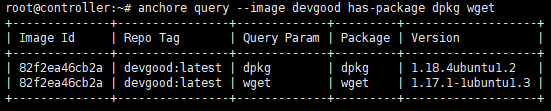 root@controller:~# anchore query --image devgood has-package dpkg wget
+--------------+----------------+-------------+---------+------------------+
| Image Id | Repo Tag | Query Param | Package | Version |
+--------------+----------------+-------------+---------+------------------+
| 82f2ea46cb2a | devgood:latest | dpkg | dpkg | 1.18.4ubuntu1.2 |
| 82f2ea46cb2a | devgood:latest | wget | wget | 1.17.1-1ubuntu1.3 |
+--------------+----------------+-------------+---------+------------------+